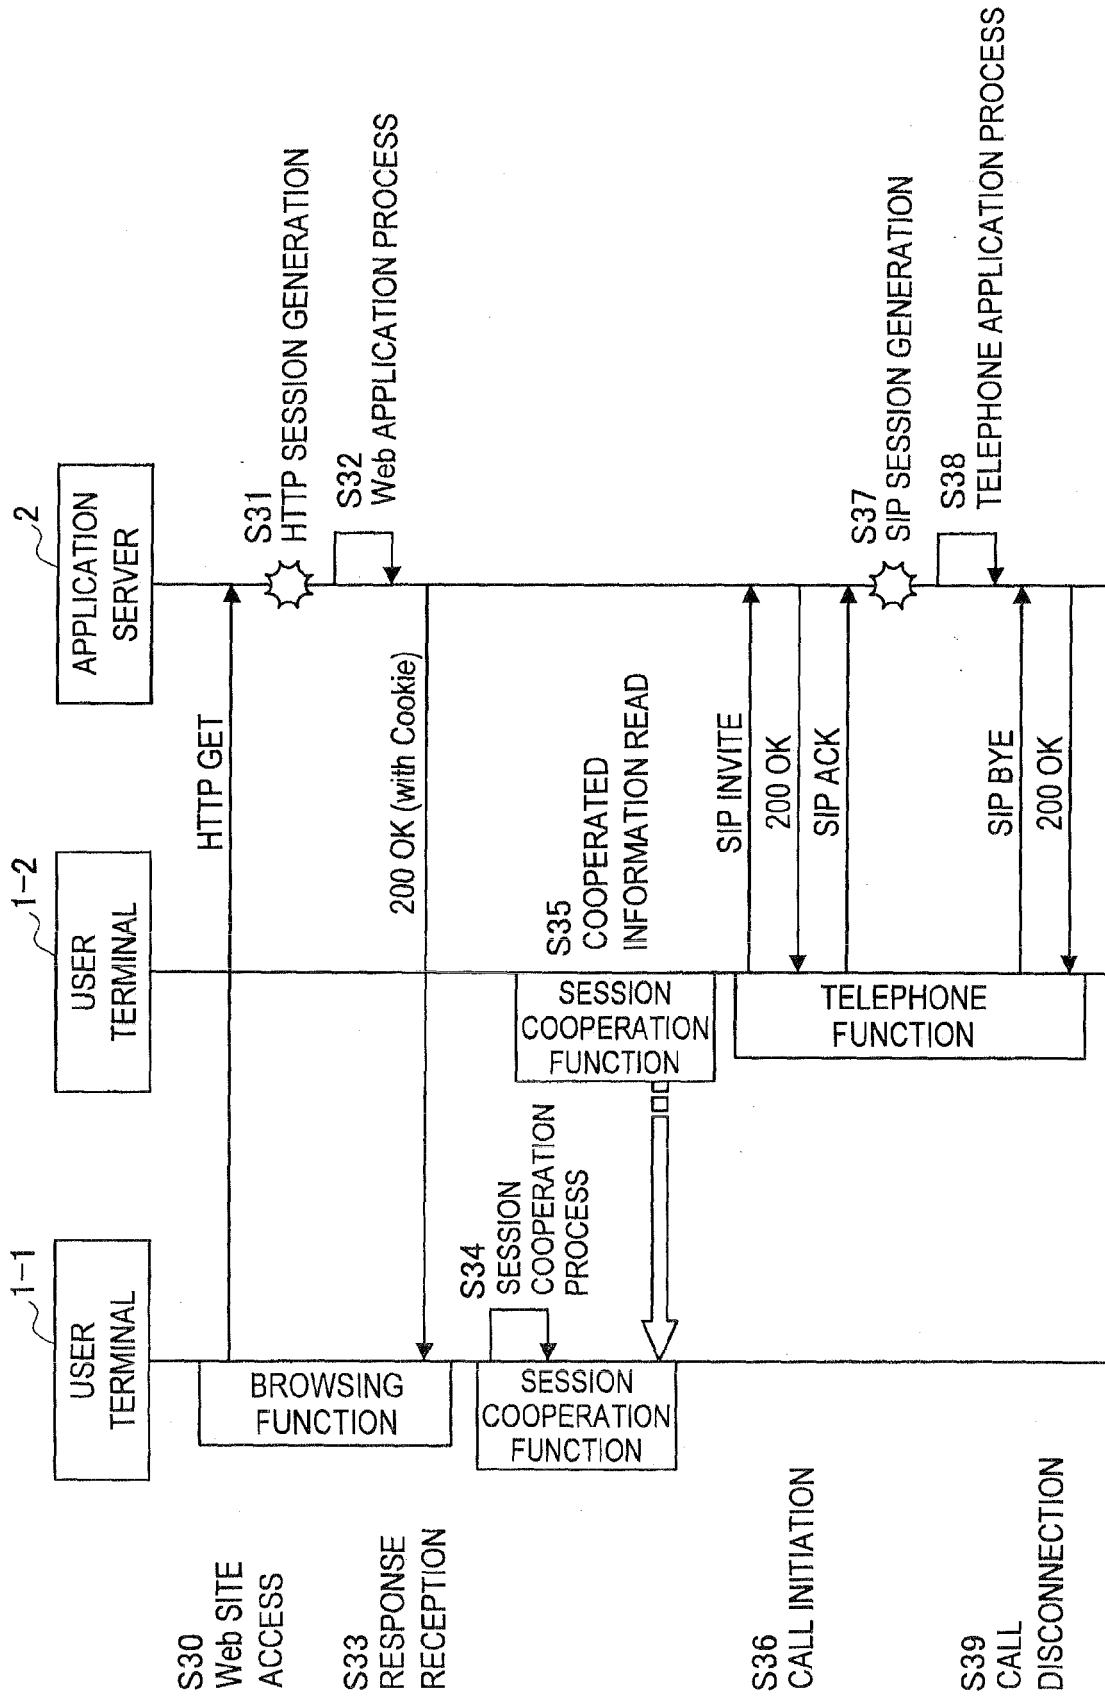 1-1
USER
TERMINAL
1-2
USER
TERMINAL
2
APPLICATION
SERVER
S30
Web SITE
ACCESS
HTTP GET
S31
HTTP SESSION GENERATION
S32
Web APPLICATION PROCESS
BROWSING
FUNCTION
S33
RESPONSE
RECEPTION
200 OK (with Cookie)
S34
SESSION
COOPERATION
PROCESS
SESSION
COOPERATION
FUNCTION
S35
COOPERATED
INFORMATION READ
SESSION
COOPERATION
FUNCTION
S36
CALL INITIATION
SIP INVITE
200 OK
SIP ACK
TELEPHONE
FUNCTION
S37
SIP SESSION GENERATION
S38
TELEPHONE APPLICATION PROCESS
S39
CALL
DISCONNECTION
SIP BYE
200 OK